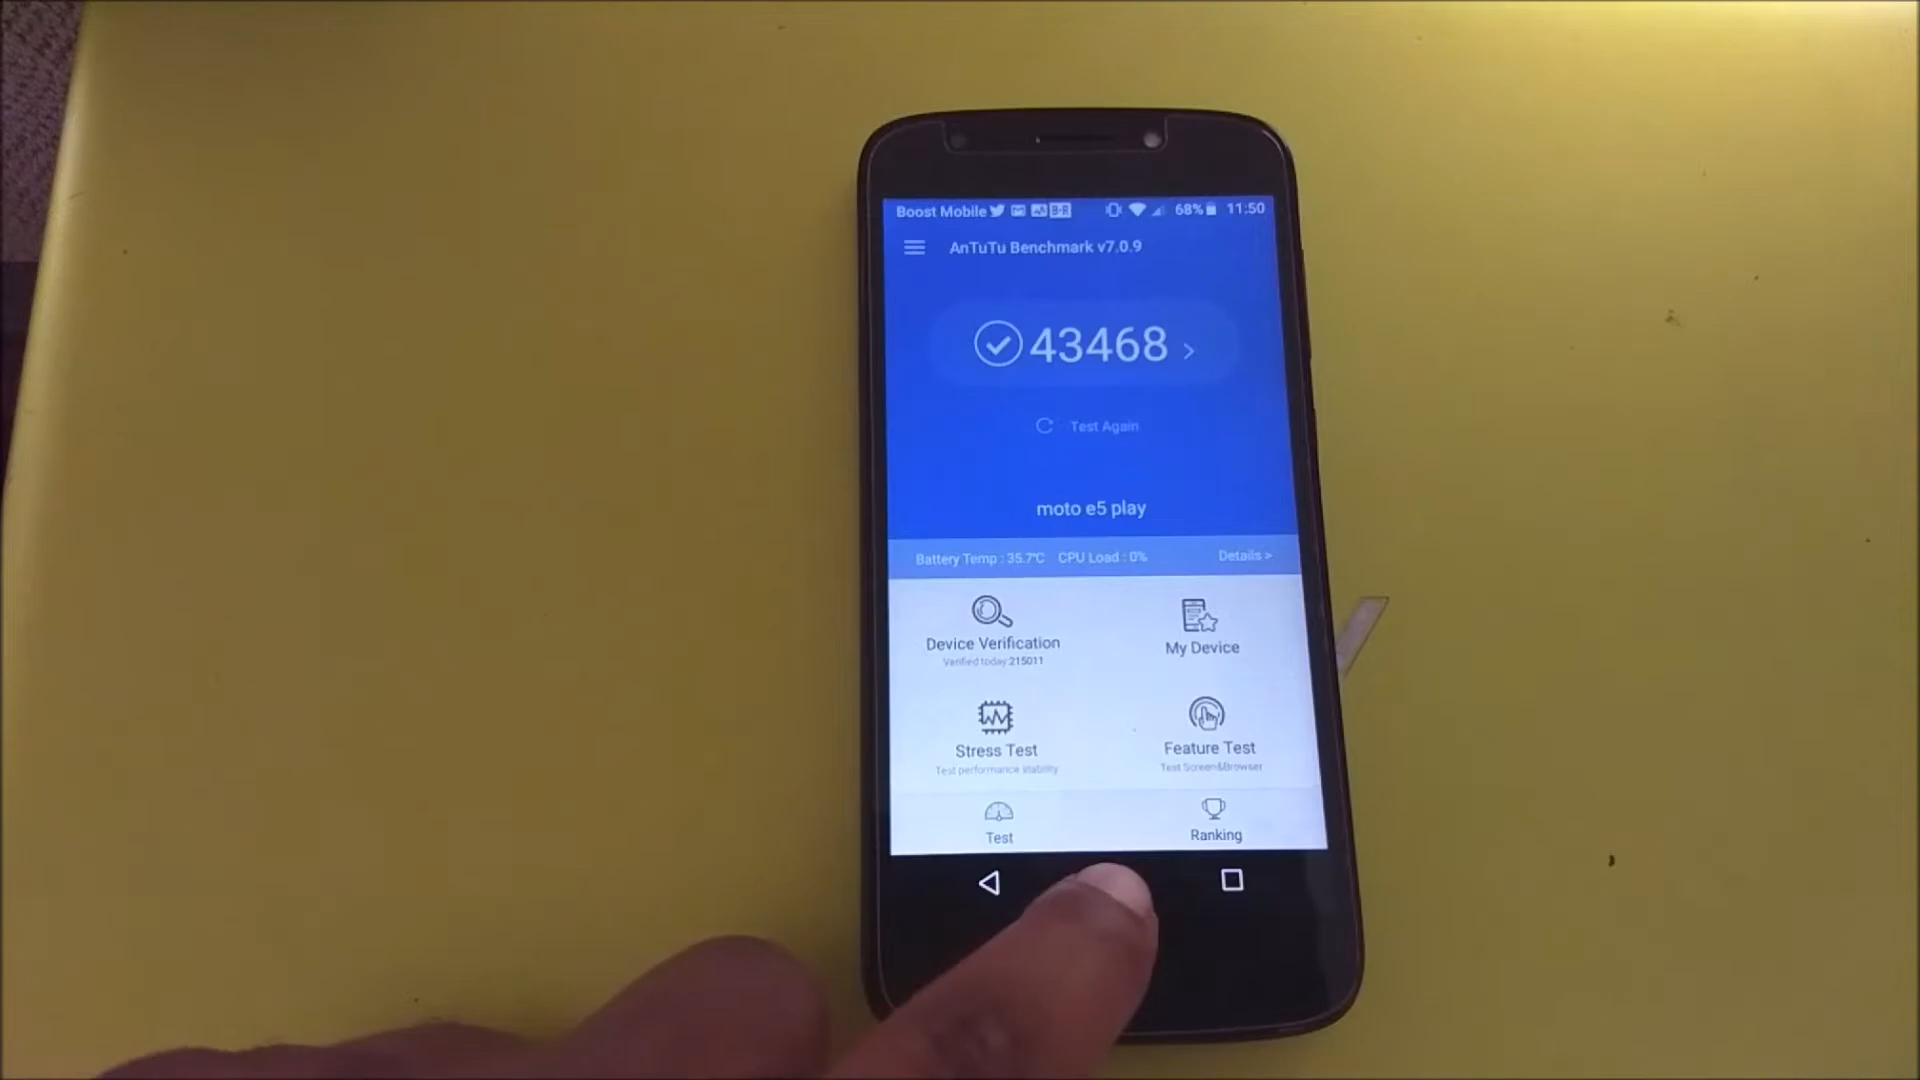 Boost Mobile 68% 11:50
AnTuTu Benchmark v7.0.9
43468 >
Test Again
moto e5 play
Battery Temp : 35.7℃ CPU Load : 0% Details >
Device Verification
Verified today 215011
My Device
Stress Test
Test performance stability
Feature Test
Test Screen&Browser
Test
Ranking